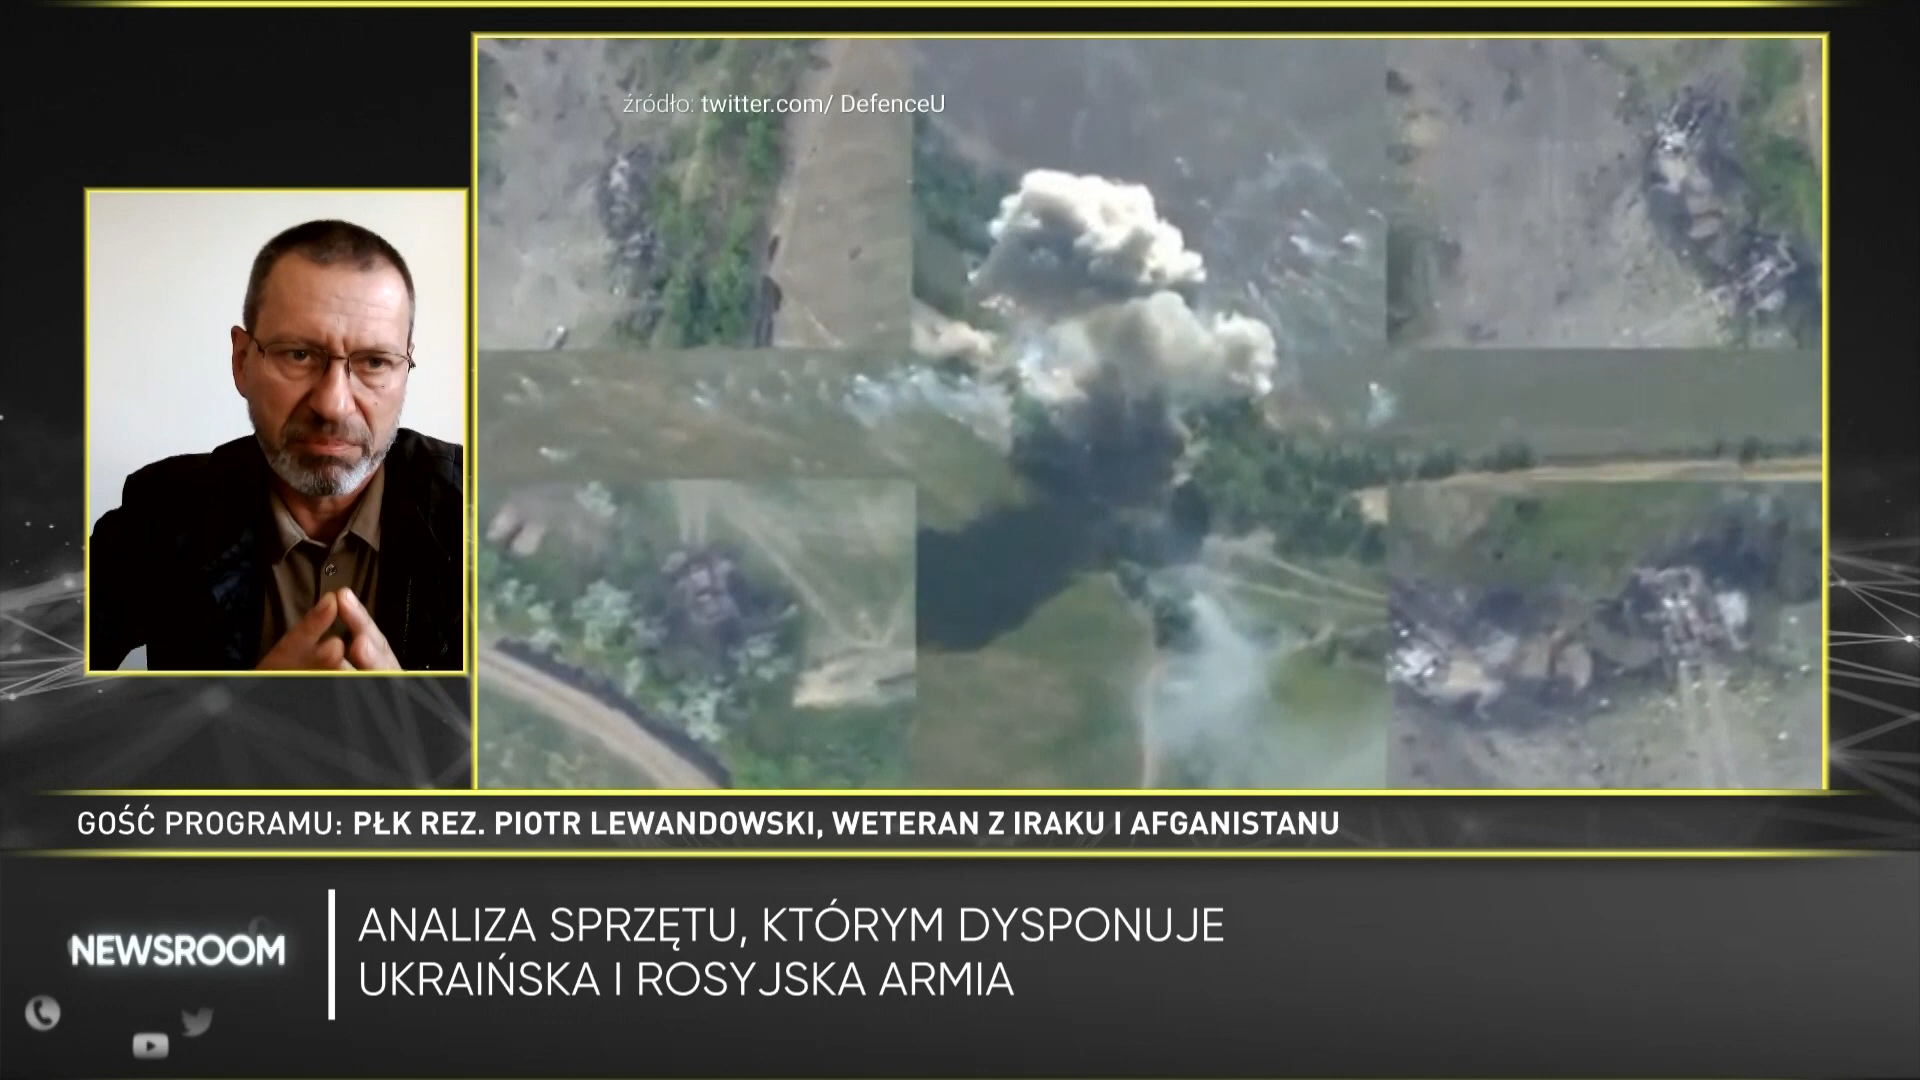 źródło: twitter.com/ DefenceU
GOŚĆ PROGRAMU: PŁK REZ. PIOTR LEWANDOWSKI, WETERAN Z IRAKU I AFGANISTANU
NEWSROOM
ANALIZA SPRZĘTU, KTÓRYM DYSPONUJE
UKRAIŃSKA I ROSYJSKA ARMIA